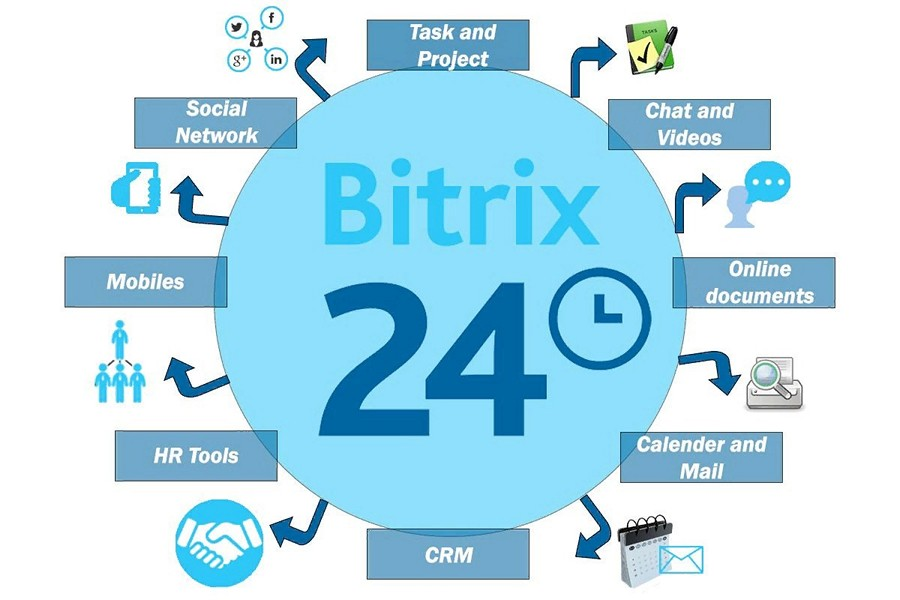 Task and
Project
Social
Network
Chat and
Videos
TASKS
f
g+
in
Bitrix
24
Mobiles
Online
documents
HR Tools
Calender and
Mail
CRM